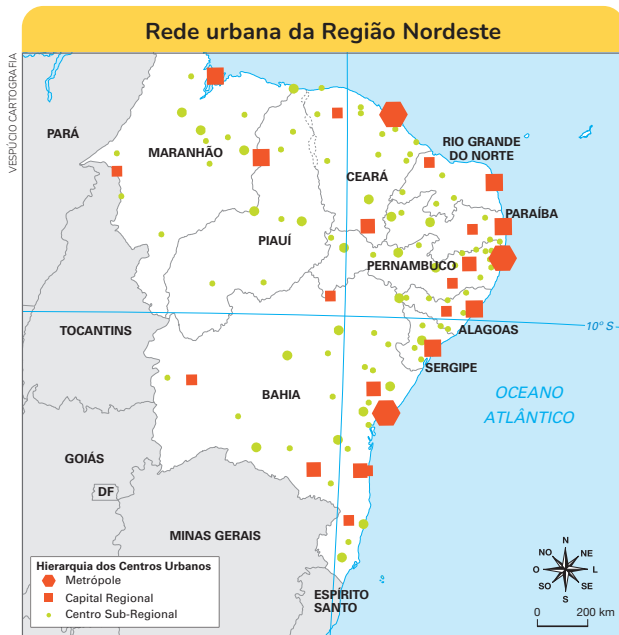 Rede urbana da Região Nordeste
VESPÚCIO CARTOGRAFIA
PARÁ
MARANHÃO
CEARÁ
RIO GRANDE
DO NORTE
PARAÍBA
PIAUÍ
PERNAMBUCO
TOCANTINS
ALAGOAS
10° S
SERGIPE
BAHIA
OCEANO
ATLÂNTICO
GOIÁS
DF
MINAS GERAIS
ESPÍRITO
SANTO
Hierarquia dos Centros Urbanos
Metrópole
Capital Regional
Centro Sub-Regional
N
NO
NE
O
L
SO
SE
S
0
200 km